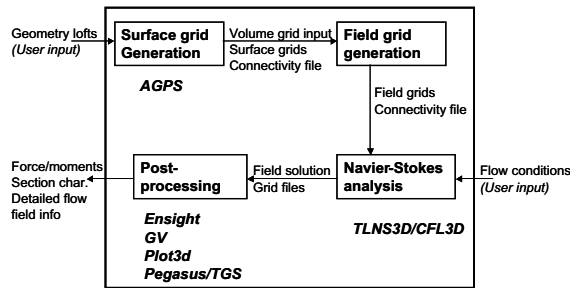 Geometry lofts
(User input)
Surface grid
Generation
AGPS
Volume grid input
Surface grids
Connectivity file
Field grid
generation
Field grids
Connectivity file
Force/moments
Section char.
Detailed flow
field info
Post-
processing
Ensight
GV
Plot3d
Pegasus/TGS
Field solution
Grid files
Navier-Stokes
analysis
TLNS3D/CFL3D
Flow conditions
(User input)